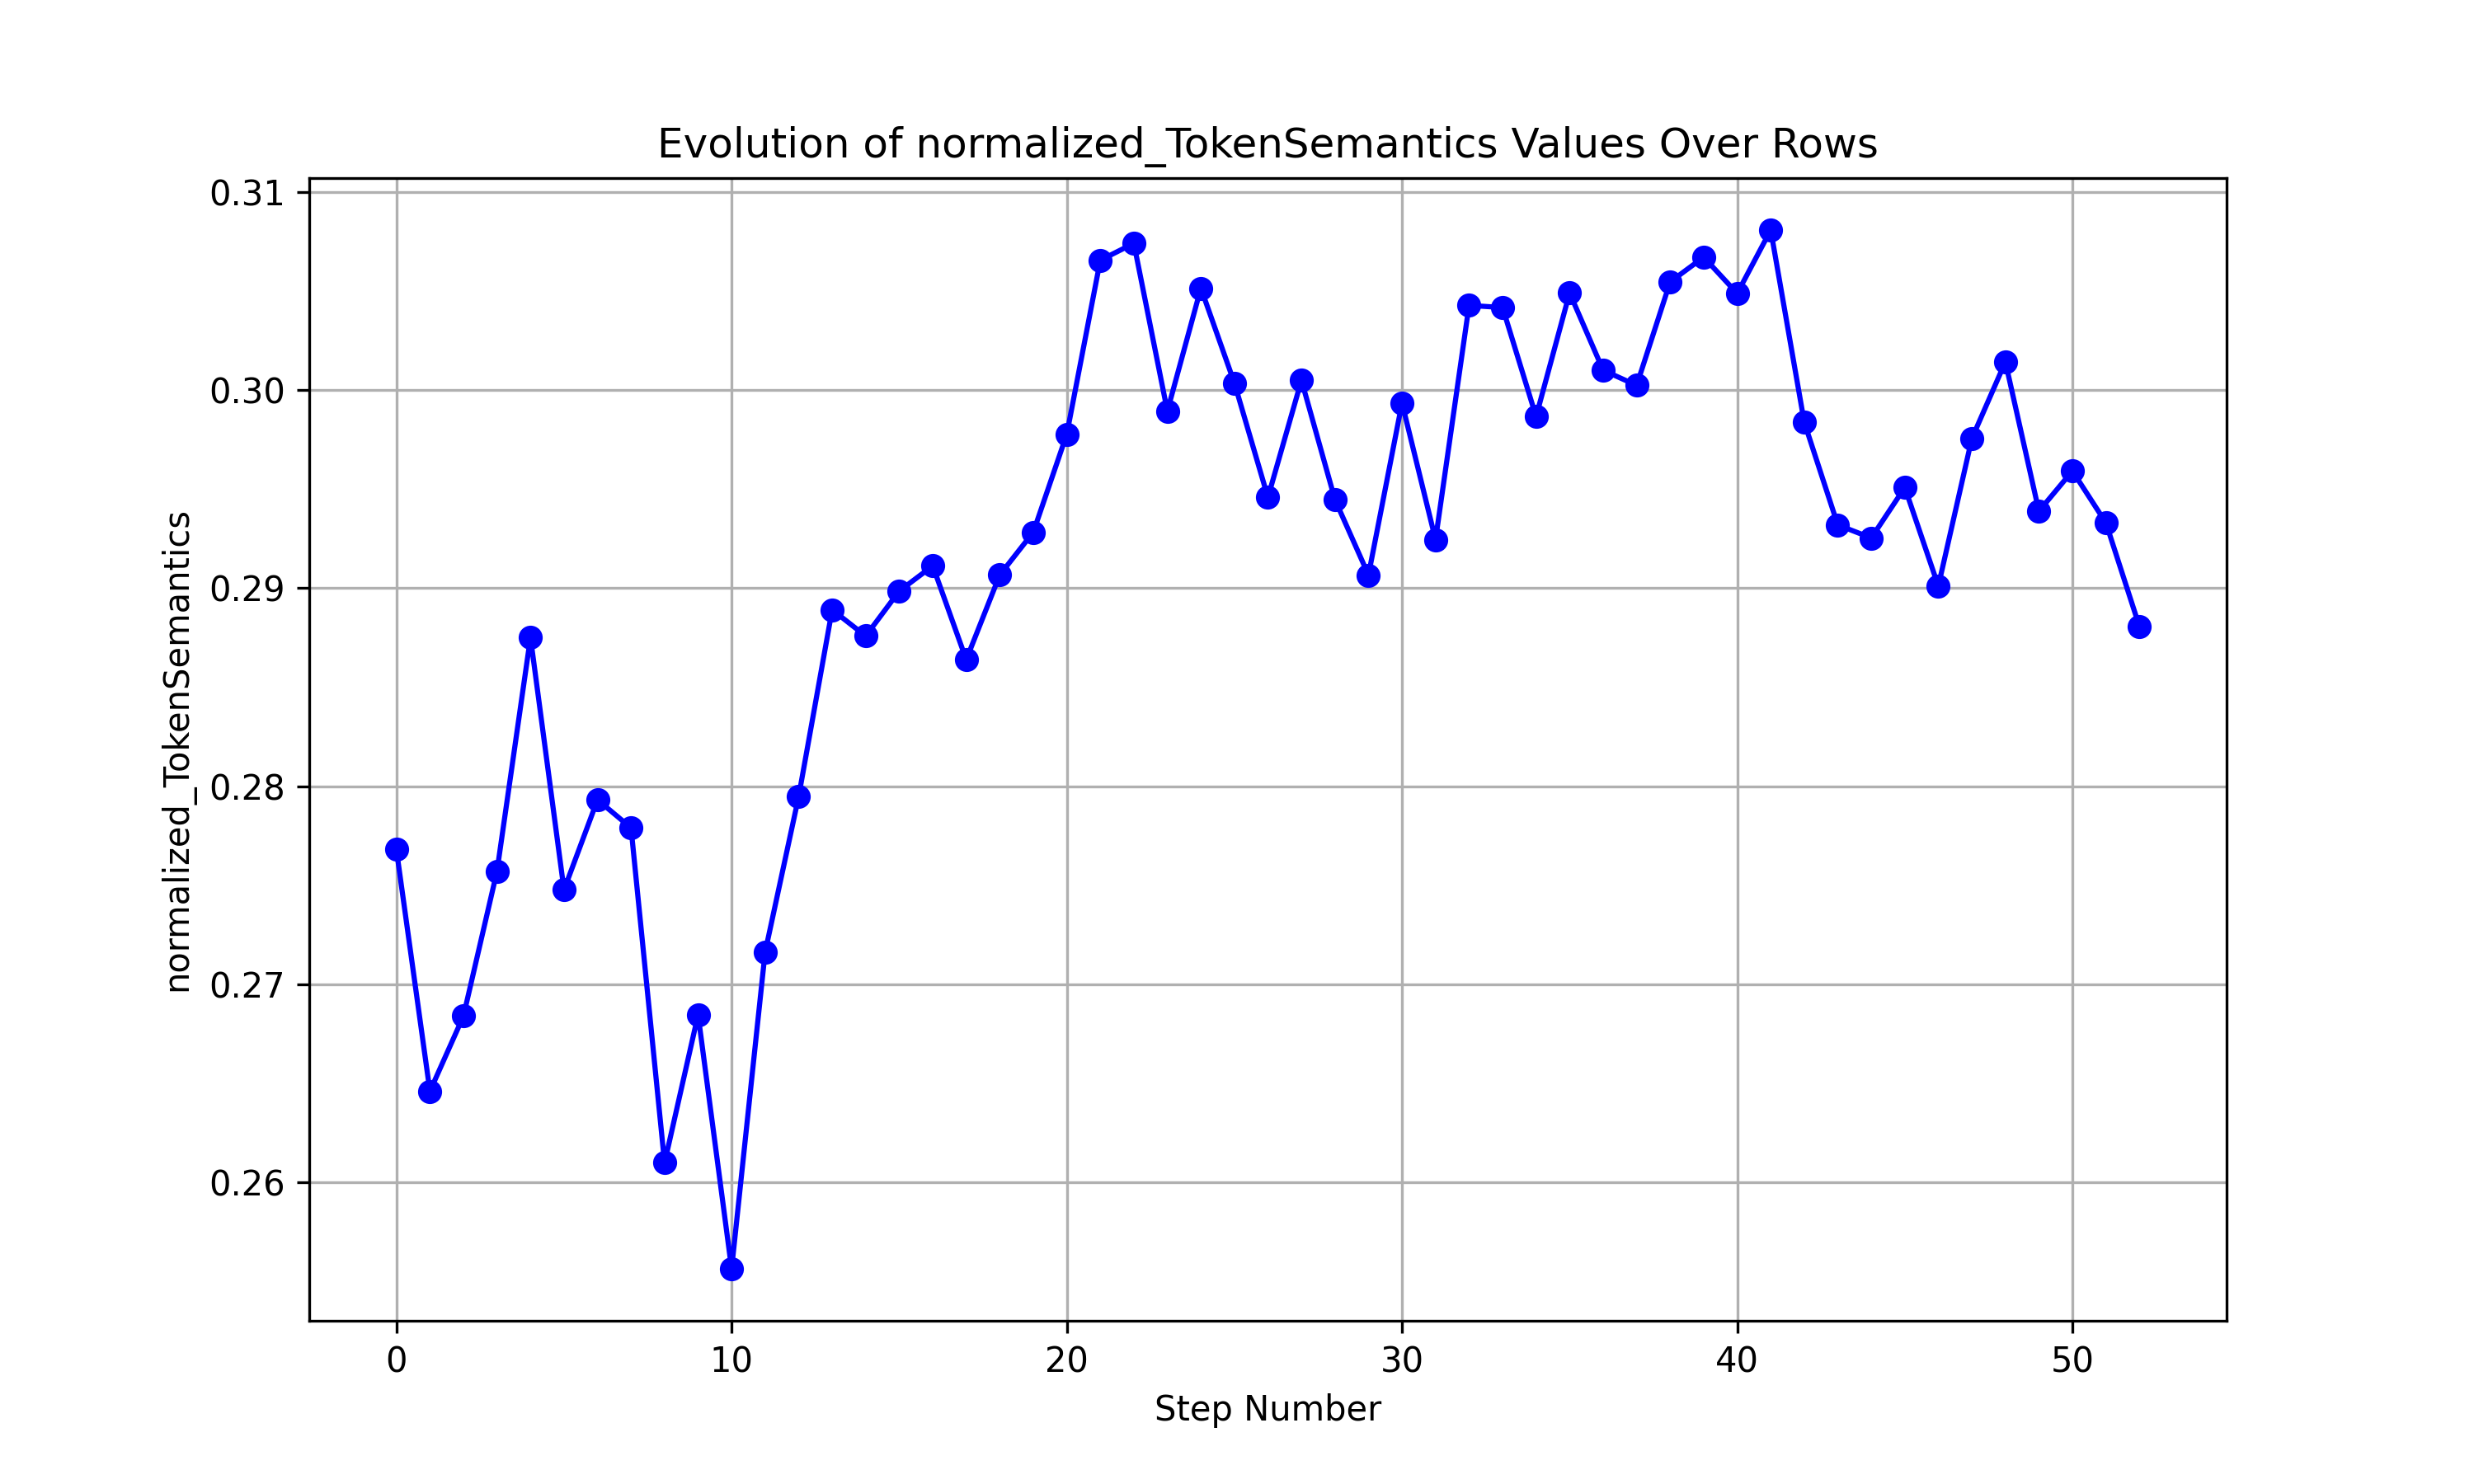 Evolution of normalized_TokenSemantics Values Over Rows
normalized_TokenSemantics
0.31
0.30
0.29
0.28
0.27
0.26
0 10 20 30 40 50
Step Number